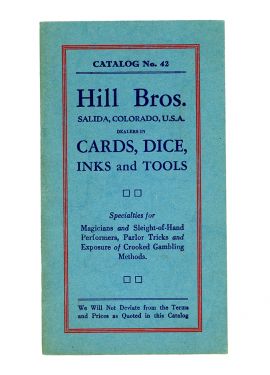 CATALOG No. 42
Hill Bros.
SALIDA, COLORADO, U.S.A.
DEALERS IN
CARDS, DICE,
INKS and TOOLS
Specialties for
Magicians and Sleight-of-Hand
Performers, Parlor Tricks and
Exposure of Crooked Gambling
Methods.
We Will Not Deviate from the Terms
and Prices as Quoted in this Catalog